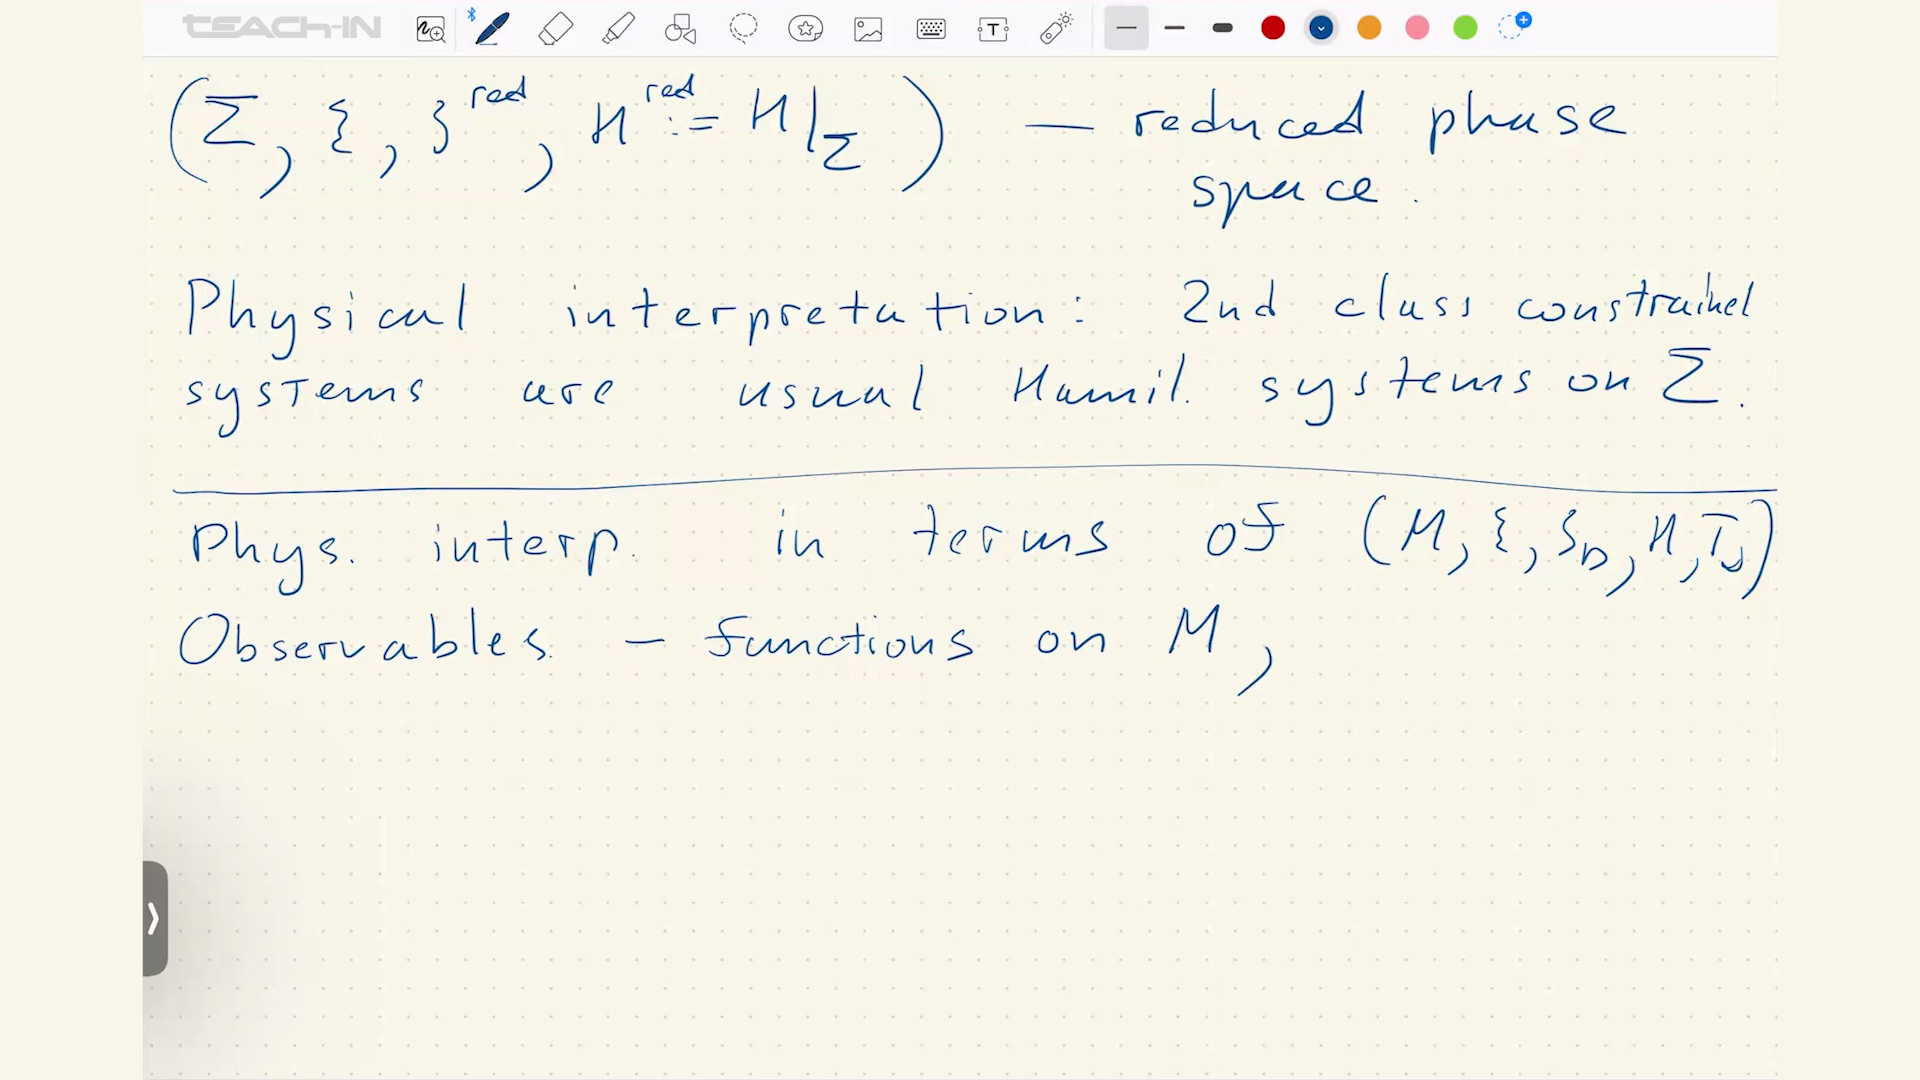 TEACH-IN
(Σ, {,}^red, H^red := H|_Σ) — reduced phase
space.
Physical interpretation: 2nd class constrained
systems are usual Hamil. systems on Σ.
Phys. interp. in terms of (M, {,}_D, H, T_J)
Observables – functions on M,